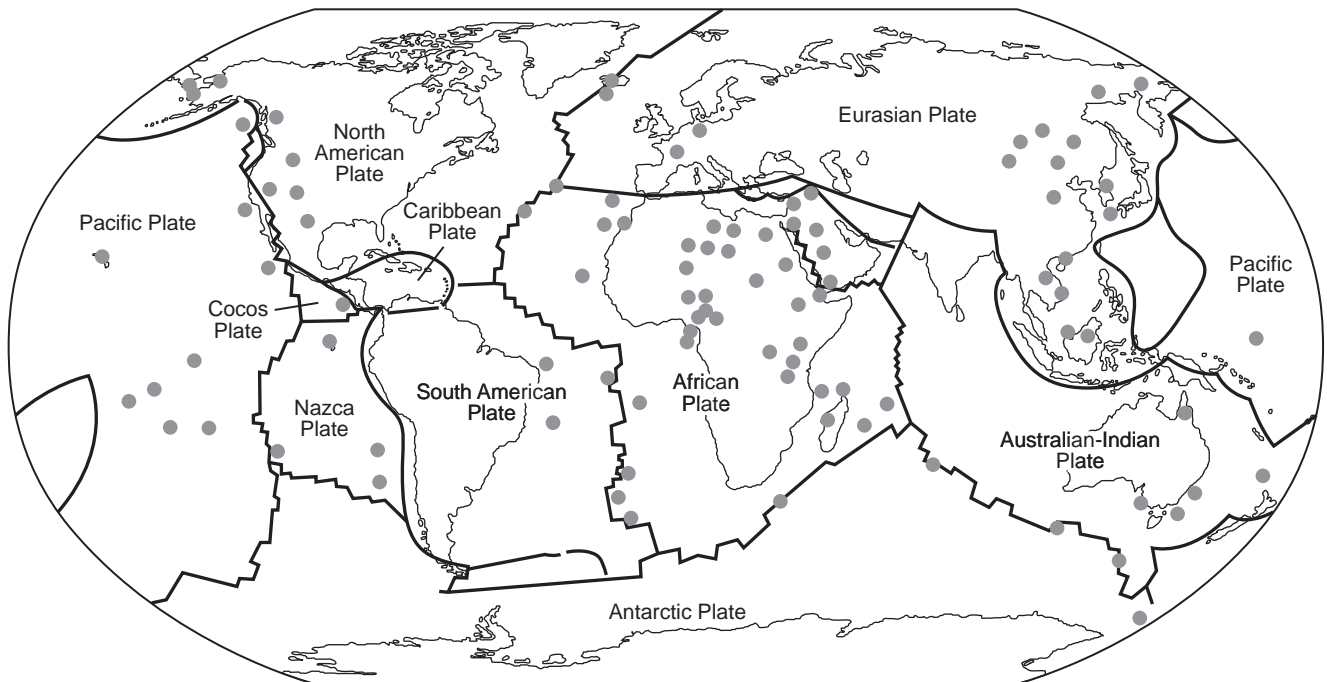 Eurasian Plate
North
American
Plate
Caribbean
Plate
Pacific Plate
Pacific
Plate
Cocos
Plate
African
Plate
South American
Plate
Nazca
Plate
Australian-Indian
Plate
Antarctic Plate